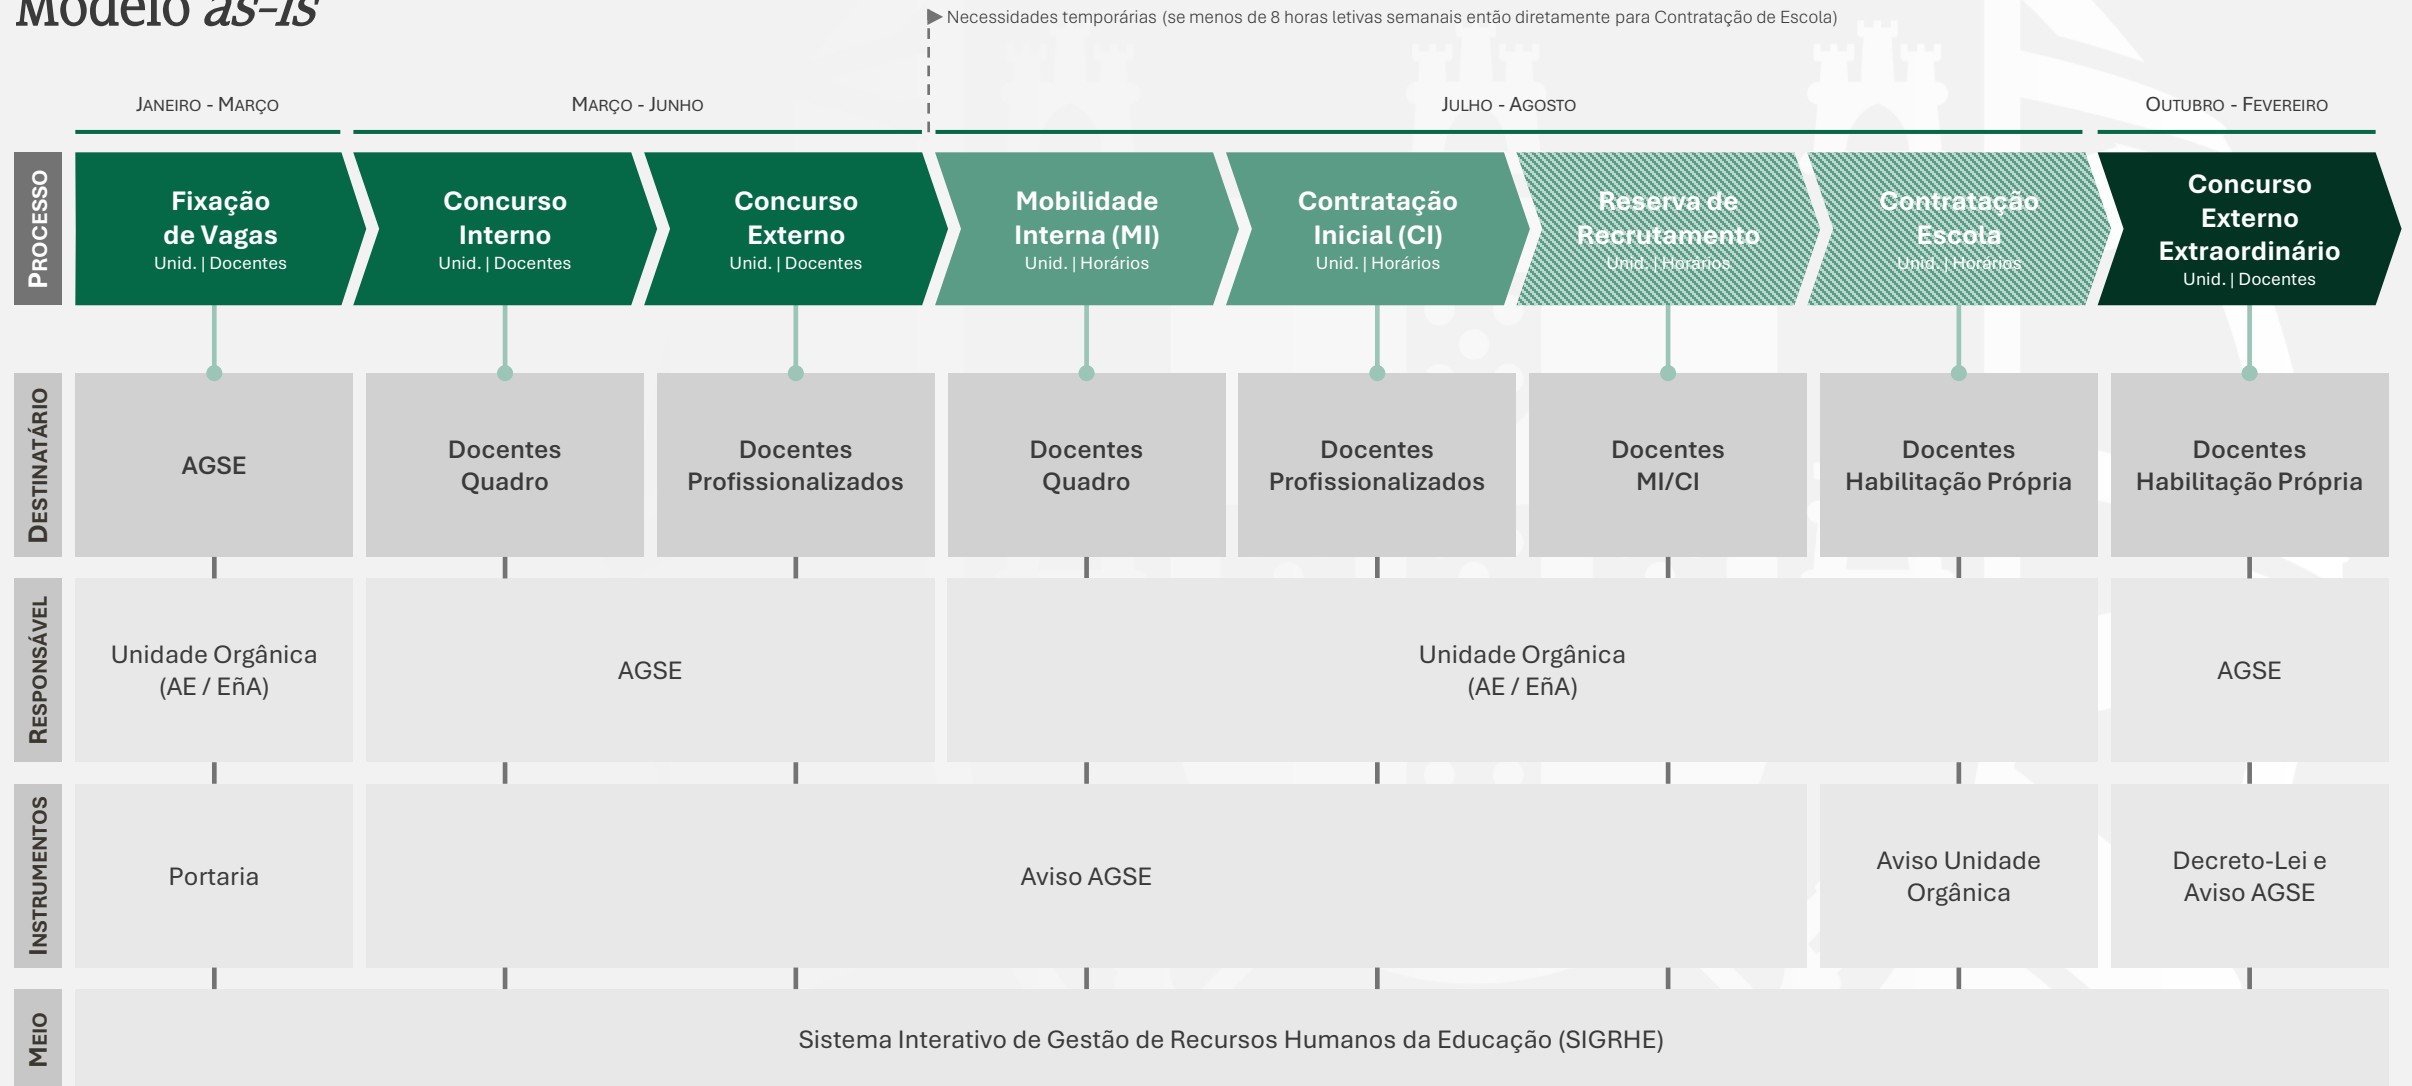 Modelo as-is
▶ Necessidades temporárias (se menos de 8 horas letivas semanais então diretamente para Contratação de Escola)
JANEIRO - MARÇO
MARÇO - JUNHO
JULHO - AGOSTO
OUTUBRO - FEVEREIRO
PROCESSO
Fixação
de Vagas
Unid. | Docentes
Concurso
Interno
Unid. | Docentes
Concurso
Externo
Unid. | Docentes
Mobilidade
Interna (MI)
Unid. | Horários
Contratação
Inicial (CI)
Unid. | Horários
Reserva de
Recrutamento
Unid. | Horários
Contratação
Escola
Unid. | Horários
Concurso
Externo
Extraordinário
Unid. | Docentes
DESTINATÁRIO
AGSE
Docentes
Quadro
Docentes
Profissionalizados
Docentes
Quadro
Docentes
Profissionalizados
Docentes
MI/CI
Docentes
Habilitação Própria
Docentes
Habilitação Própria
RESPONSÁVEL
Unidade Orgânica
(AE / EñA)
AGSE
Unidade Orgânica
(AE / EñA)
AGSE
INSTRUMENTOS
Portaria
Aviso AGSE
Aviso Unidade
Orgânica
Decreto-Lei e
Aviso AGSE
MEIO
Sistema Interativo de Gestão de Recursos Humanos da Educação (SIGRHE)